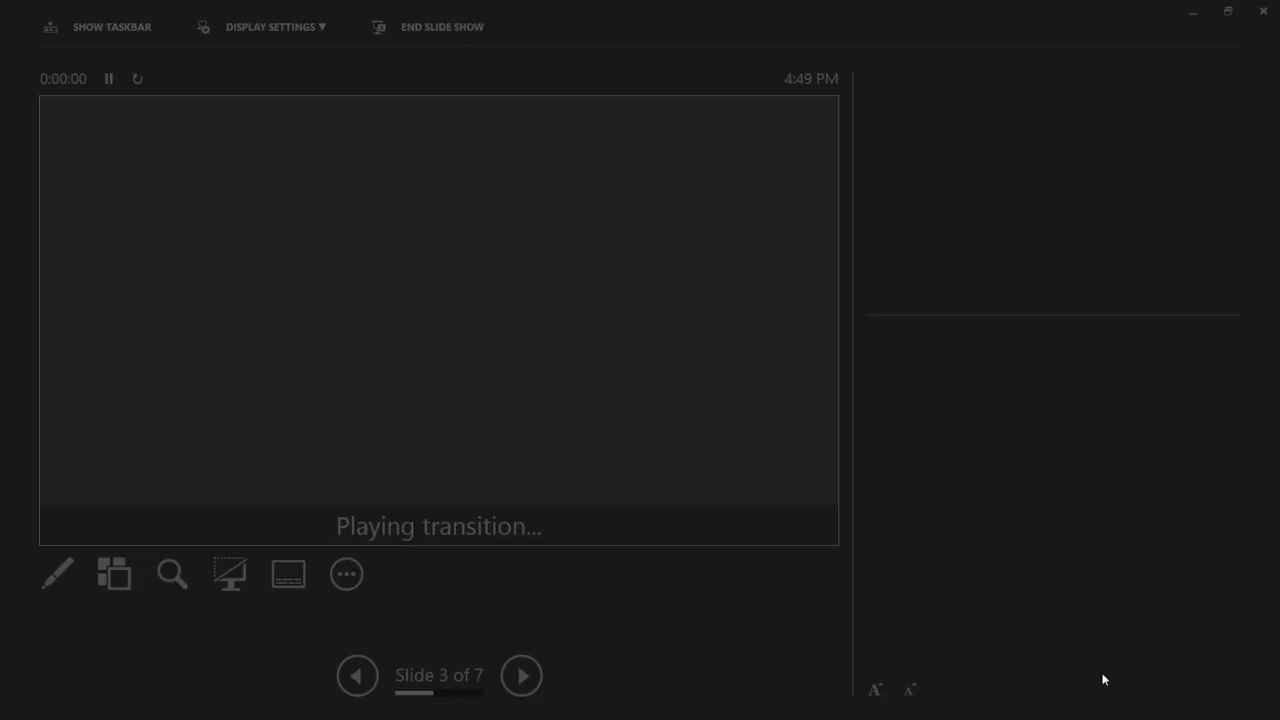 SHOW TASKBAR DISPLAY SETTINGS ▼ END SLIDE SHOW
0:00:00 4:49 PM
Playing transition...
Slide 3 of 7
A A